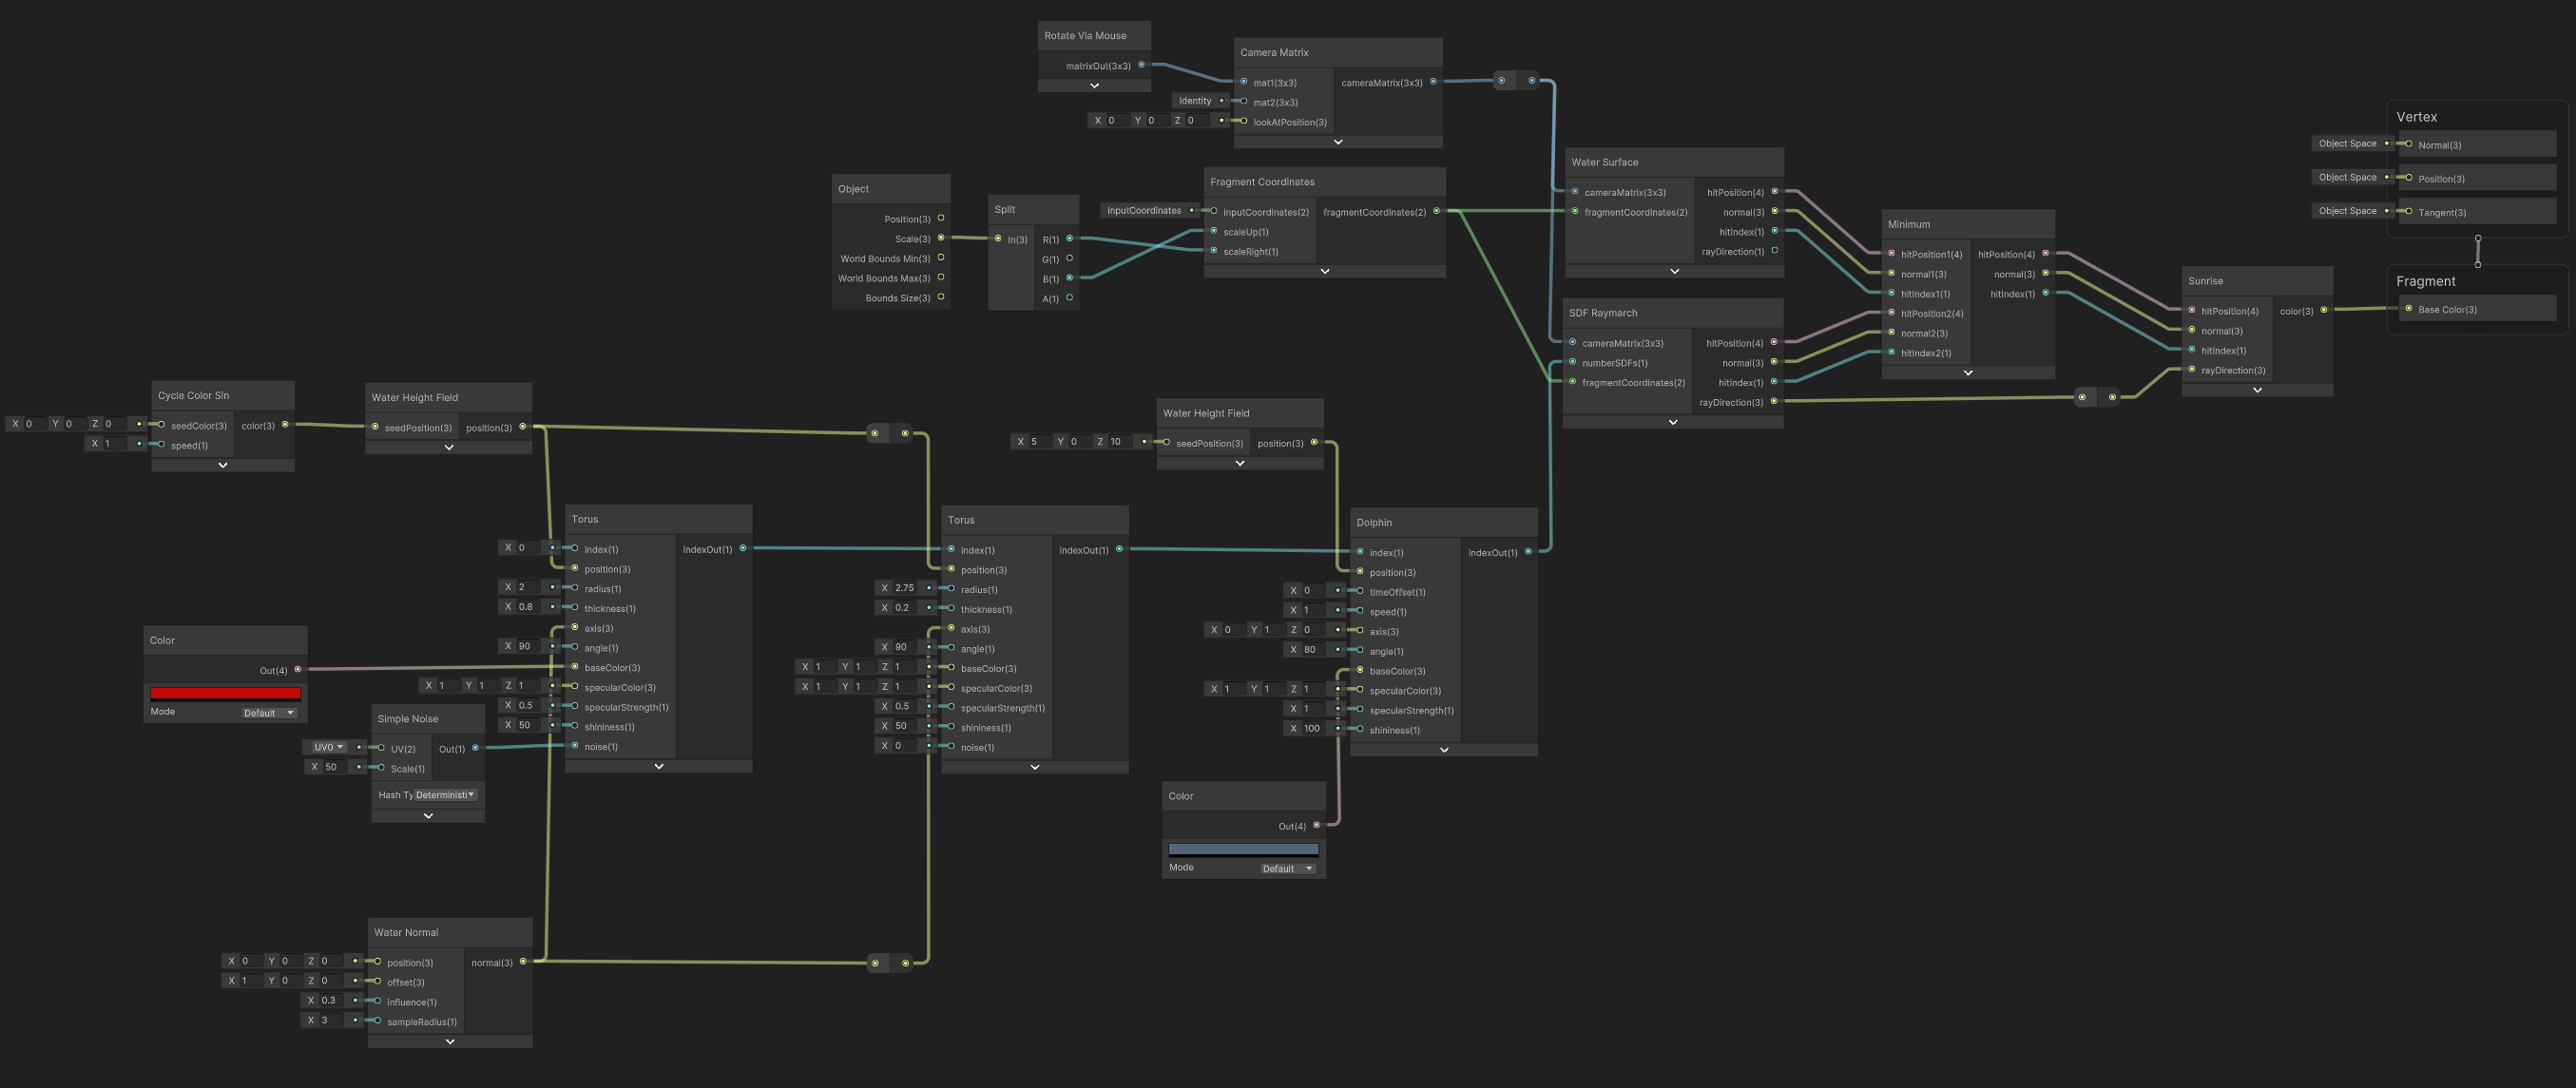 Rotate Via Mouse
matrixOut(3x3)
Camera Matrix
mat1(3x3)
cameraMatrix(3x3)
Identity
mat2(3x3)
X 0 Y 0 Z 0
lookAtPosition(3)
Object
Position(3)
Scale(3)
World Bounds Min(3)
World Bounds Max(3)
Bounds Size(3)
Split
In(3)
R(1)
G(1)
B(1)
A(1)
Fragment Coordinates
inputCoordinates
inputCoordinates(2)
fragmentCoordinates(2)
scaleUp(1)
scaleRight(1)
Water Surface
cameraMatrix(3x3)
hitPosition(4)
fragmentCoordinates(2)
normal(3)
hitIndex(1)
rayDirection(1)
SDF Raymarch
cameraMatrix(3x3)
hitPosition(4)
numberSDFs(1)
normal(3)
fragmentCoordinates(2)
hitIndex(1)
rayDirection(3)
Minimum
hitPosition1(4)
hitPosition(4)
normal1(3)
normal(3)
hitIndex1(1)
hitIndex(1)
hitPosition2(4)
normal2(3)
hitIndex2(1)
Sunrise
hitPosition(4)
color(3)
normal(3)
hitIndex(1)
rayDirection(3)
Vertex
Object Space
Normal(3)
Object Space
Position(3)
Object Space
Tangent(3)
Fragment
Base Color(3)
Cycle Color Sin
X 0 Y 0 Z 0
seedColor(3)
color(3)
X 1
speed(1)
Water Height Field
seedPosition(3)
position(3)
Water Height Field
X 5 Y 0 Z 10
seedPosition(3)
position(3)
Torus
X 0
Index(1)
IndexOut(1)
position(3)
X 2
radius(1)
X 0.8
thickness(1)
axis(3)
X 90
angle(1)
baseColor(3)
X 1 Y 1 Z 1
specularColor(3)
X 0.5
specularStrength(1)
X 50
shininess(1)
noise(1)
Torus
Index(1)
IndexOut(1)
position(3)
X 2.75
radius(1)
X 0.2
thickness(1)
axis(3)
X 90
angle(1)
X 1 Y 1 Z 1
baseColor(3)
X 1 Y 1 Z 1
specularColor(3)
X 0.5
specularStrength(1)
X 50
shininess(1)
X 0
noise(1)
Dolphin
index(1)
indexOut(1)
position(3)
X 0
timeOffset(1)
X 1
speed(1)
X 0 Y 1 Z 0
axis(3)
X 80
angle(1)
baseColor(3)
X 1 Y 1 Z 1
specularColor(3)
X 1
specularStrength(1)
X 100
shininess(1)
Color
Out(4)
Mode
Default
Simple Noise
UV0
UV(2)
Out(1)
X 50
Scale(1)
Hash Ty
Deterministi
Color
Out(4)
Mode
Default
Water Normal
X 0 Y 0 Z 0
position(3)
normal(3)
X 1 Y 0 Z 0
offset(3)
X 0.3
influence(1)
X 3
sampleRadius(1)